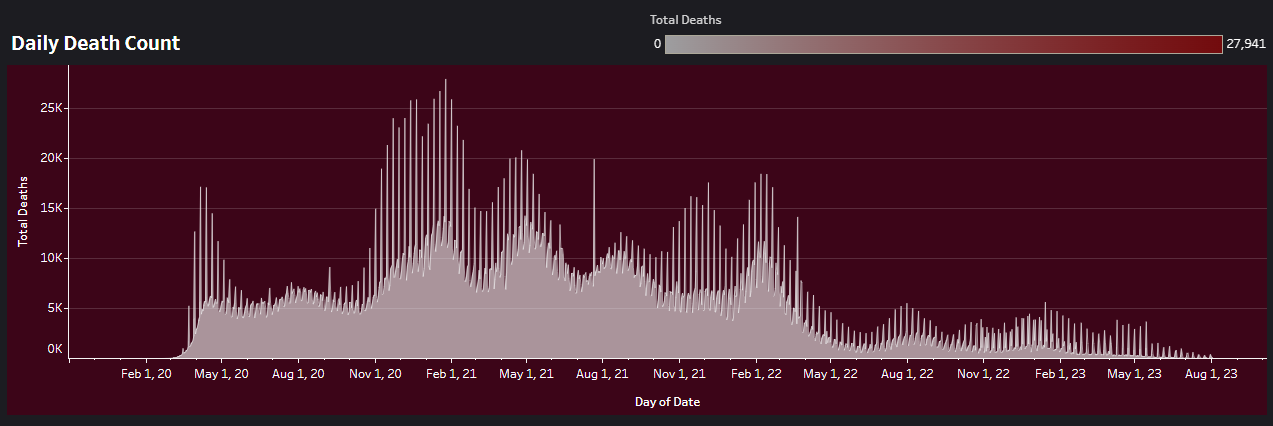 Total Deaths
0 27,941
Daily Death Count
25K
20K
15K
10K
5K
0K
Total Deaths
Feb 1, 20 May 1, 20 Aug 1, 20 Nov 1, 20 Feb 1, 21 May 1, 21 Aug 1, 21 Nov 1, 21 Feb 1, 22 May 1, 22 Aug 1, 22 Nov 1, 22 Feb 1, 23 May 1, 23 Aug 1, 23
Day of Date